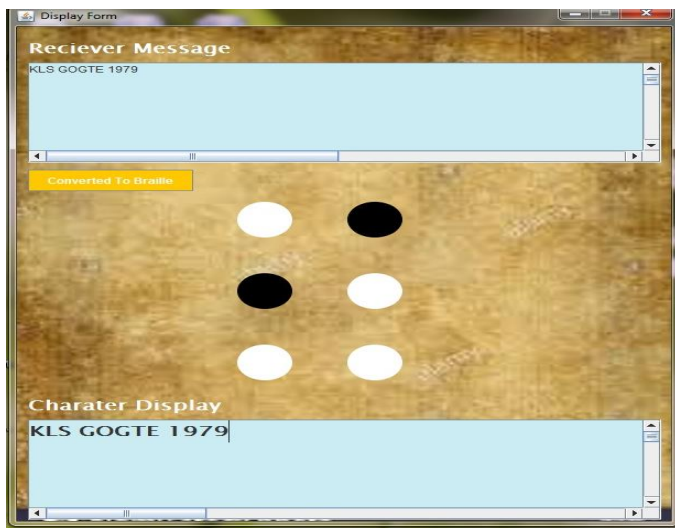 Display Form
Reciever Message
KLS GOGTE 1979
Converted To Braille
Charater Display
KLS GOGTE 1979